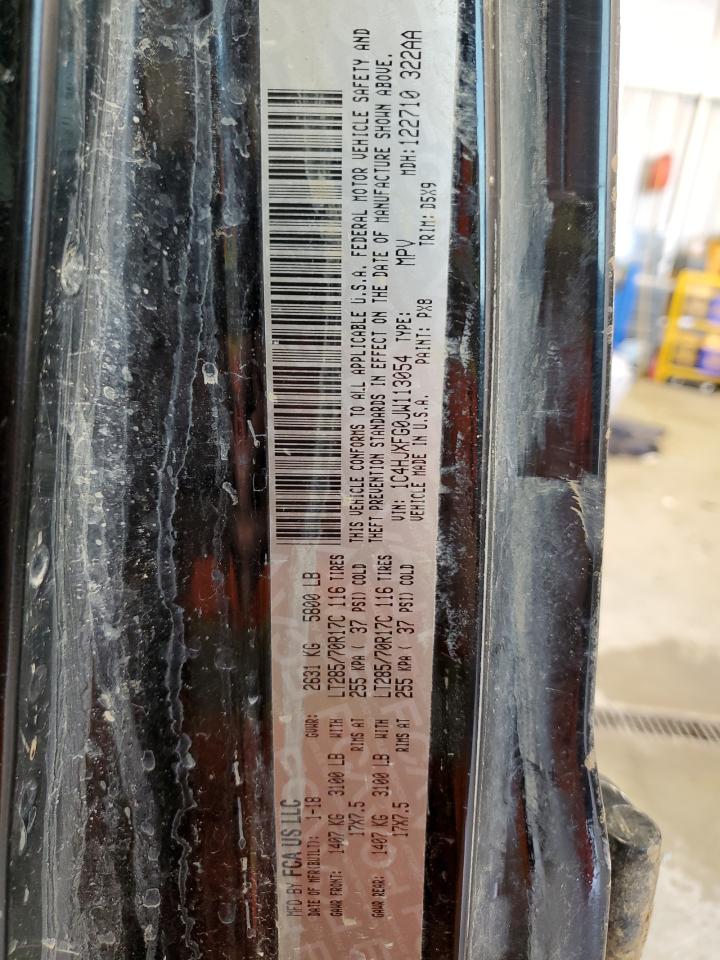 MFD BY FCA US LLC
DATE OF MFR(BUILT): 1-18 GVWR: 2631 KG 5800 LB
GAWR FRONT: 1407 KG 3100 LB WITH LT285/70R17C 116 TIRES
17X7.5 RIMS AT 255 KPA ( 37 PSI) COLD
GAWR REAR: 1407 KG 3100 LB WITH LT285/70R17C 116 TIRES
17X7.5 RIMS AT 255 KPA ( 37 PSI) COLD
THIS VEHICLE CONFORMS TO ALL APPLICABLE U.S.A. FEDERAL MOTOR VEHICLE SAFETY AND
THEFT PREVENTION STANDARDS IN EFFECT ON THE DATE OF MANUFACTURE SHOWN ABOVE.
VIN: 1C4HJXFG0JW113054 TYPE: MPV MDH:122710 322AA
VEHICLE MADE IN U.S.A. PAINT: PX8 TRIM: D5X9